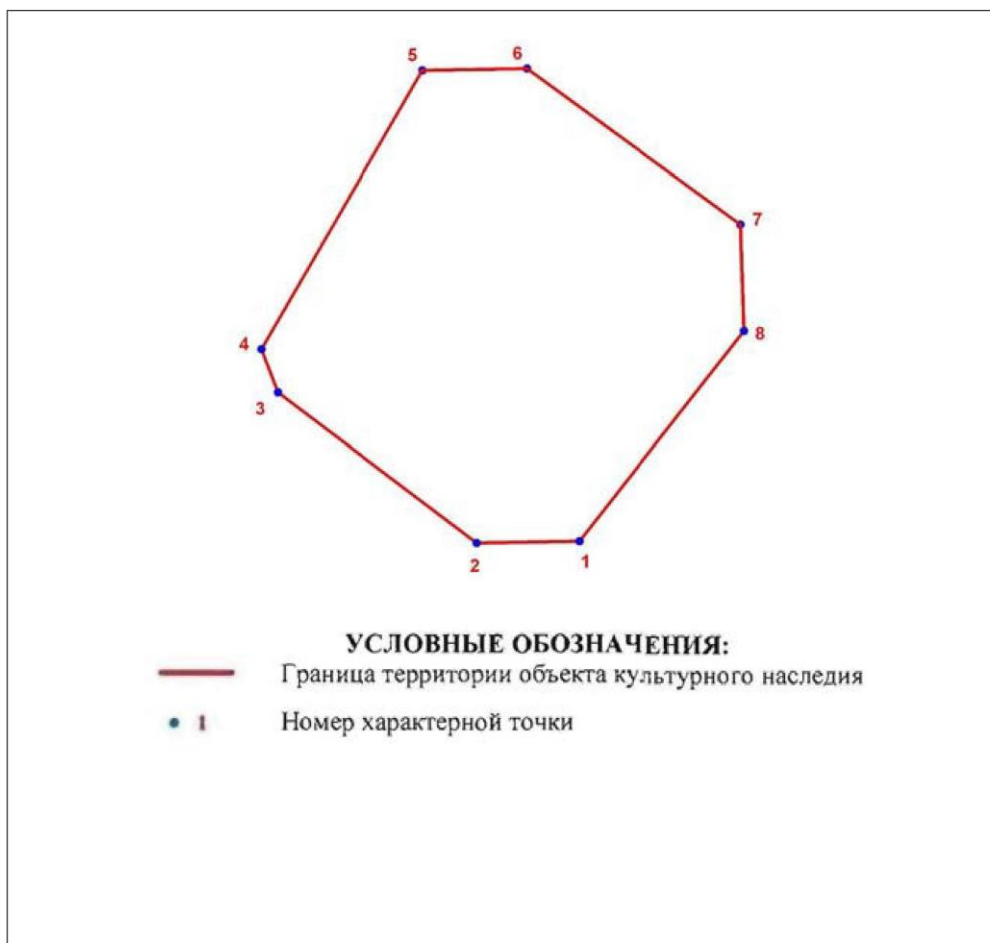 5 6
7
8
4
3
2 1
УСЛОВНЫЕ ОБОЗНАЧЕНИЯ:
Граница территории объекта культурного наследия
1 Номер характерной точки